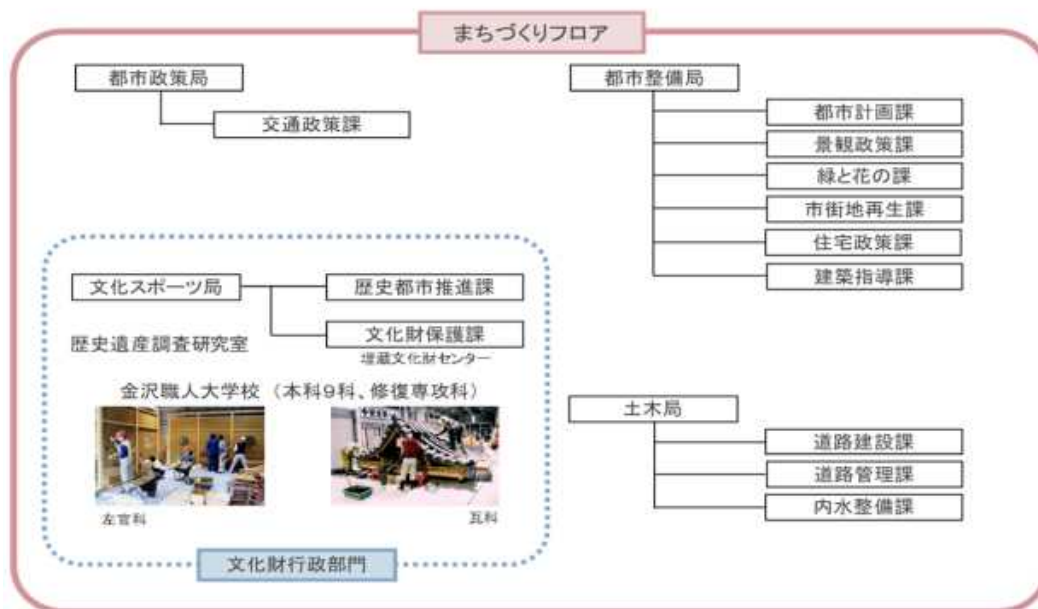 まちづくりフロア
都市政策局
交通政策課
都市整備局
都市計画課
景観政策課
緑と花の課
市街地再生課
住宅政策課
建築指導課
文化スポーツ局
歴史都市推進課
文化財保護課
埋蔵文化財センター
歴史遺産調査研究室
金沢職人大学校 （本科9科、修復専攻科）
左官科
瓦科
文化財行政部門
土木局
道路建設課
道路管理課
内水整備課